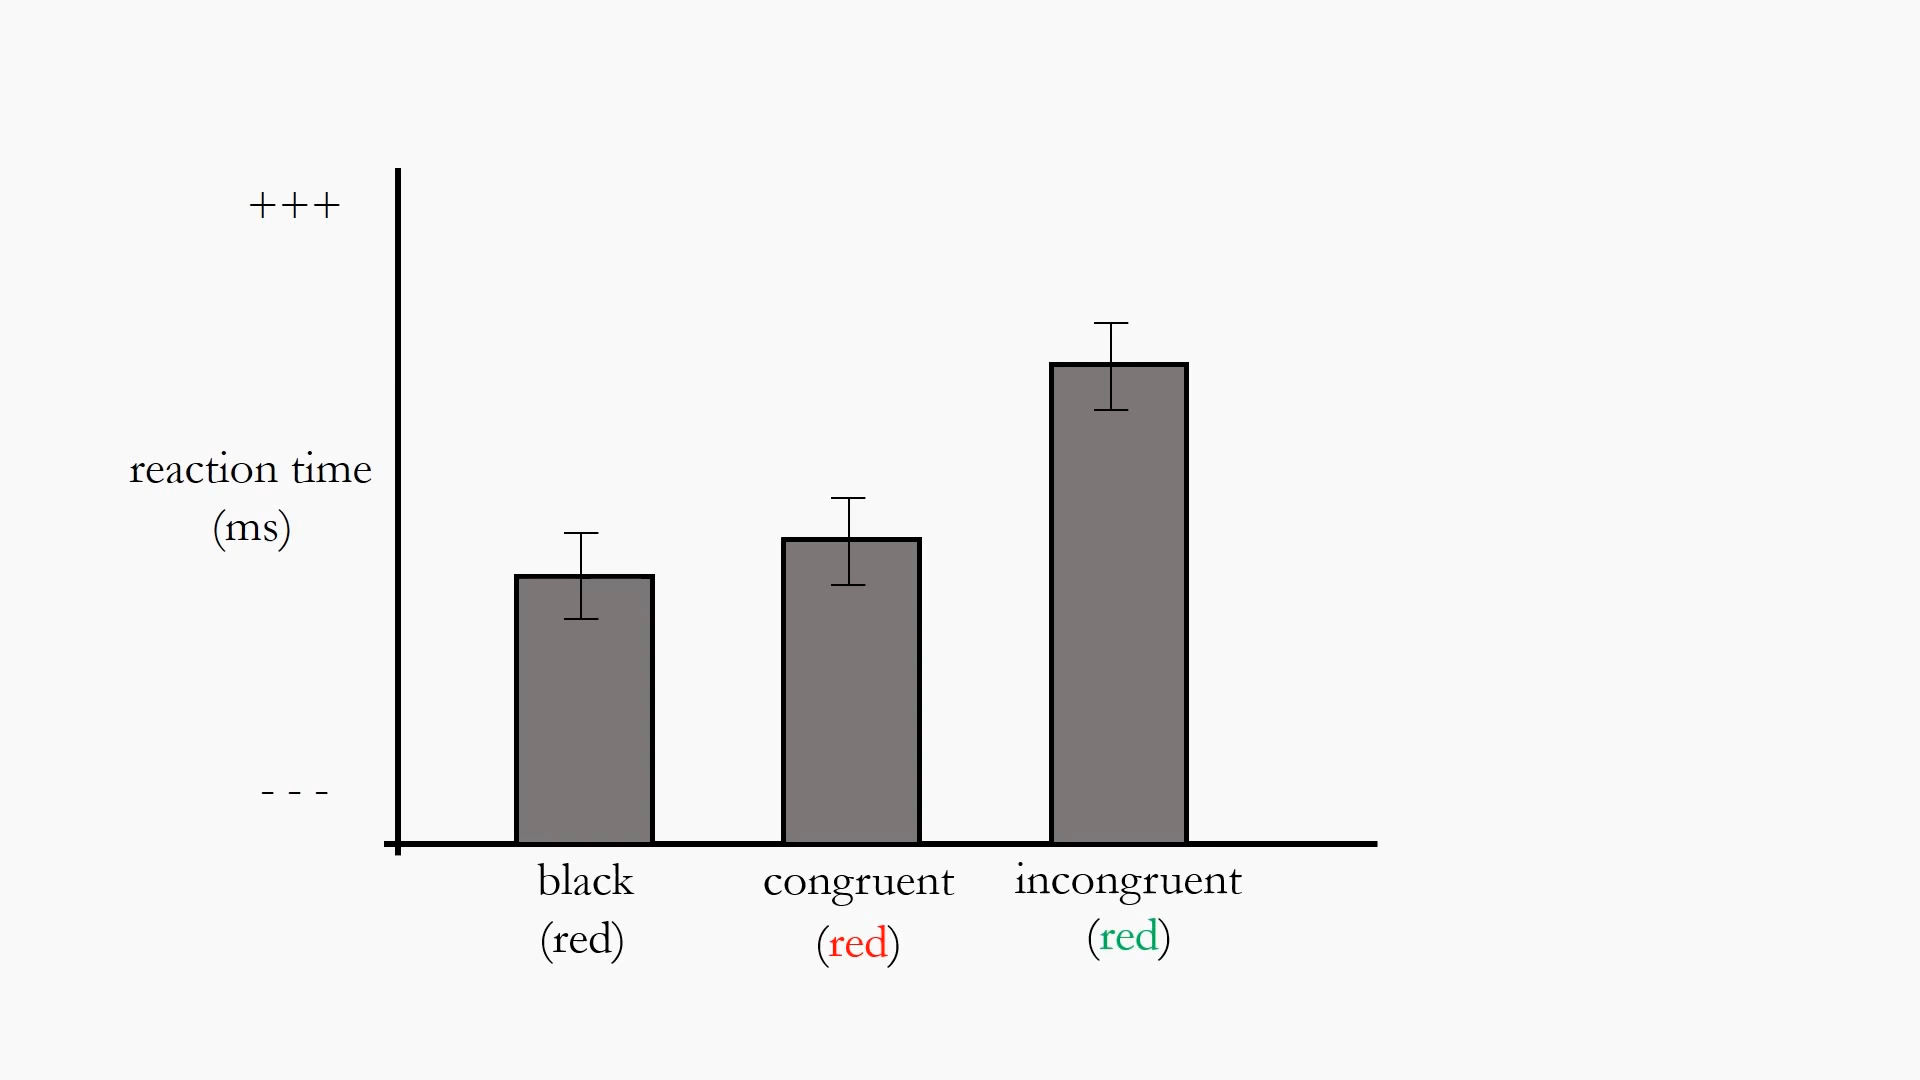 +++
reaction time
(ms)
- - -
black
(red)
congruent
(red)
incongruent
(red)